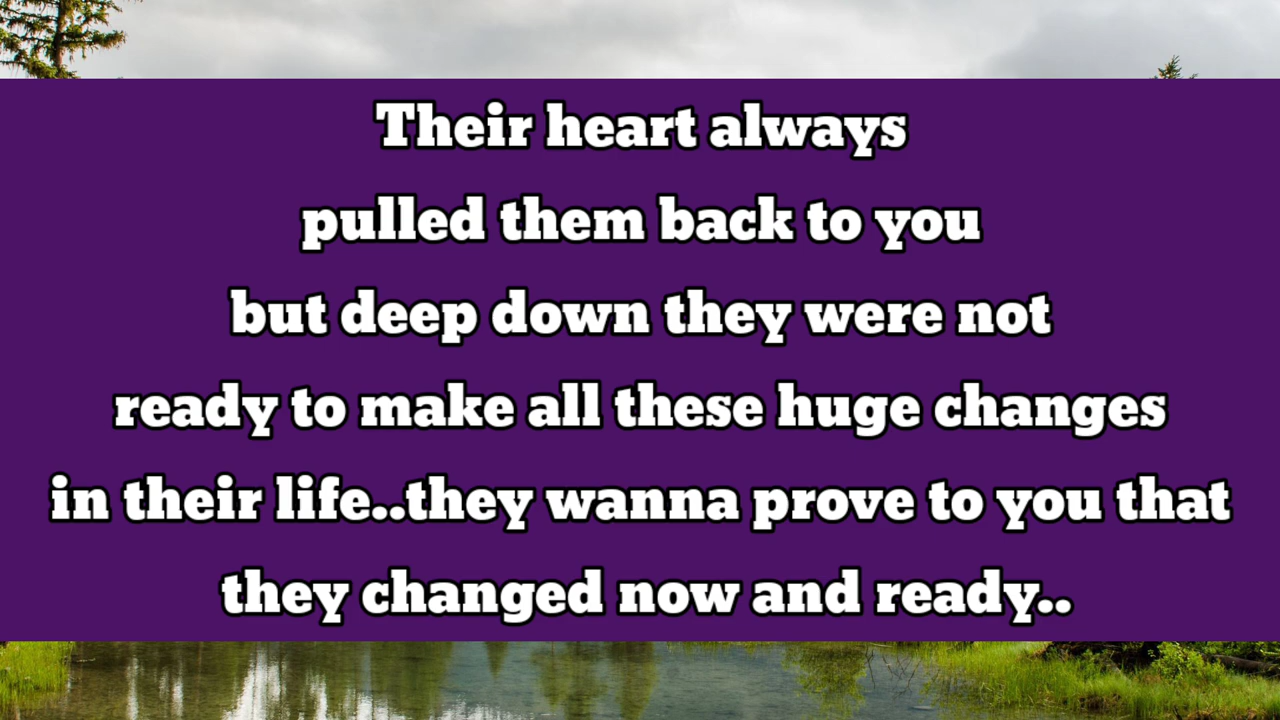 Their heart always
pulled them back to you
but deep down they were not
ready to make all these huge changes
in their life..they wanna prove to you that
they changed now and ready..